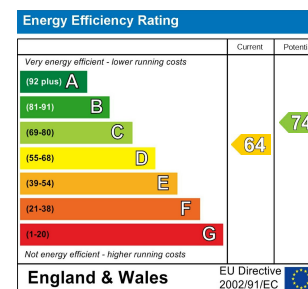 Energy Efficiency Rating
Current Potenti
Very energy efficient - lower running costs
(92 plus) A
(81-91) B
(69-80) C
(55-68) D
(39-54) E
(21-38) F
(1-20) G
64
74
Not energy efficient - higher running costs
England & Wales
EU Directive
2002/91/EC